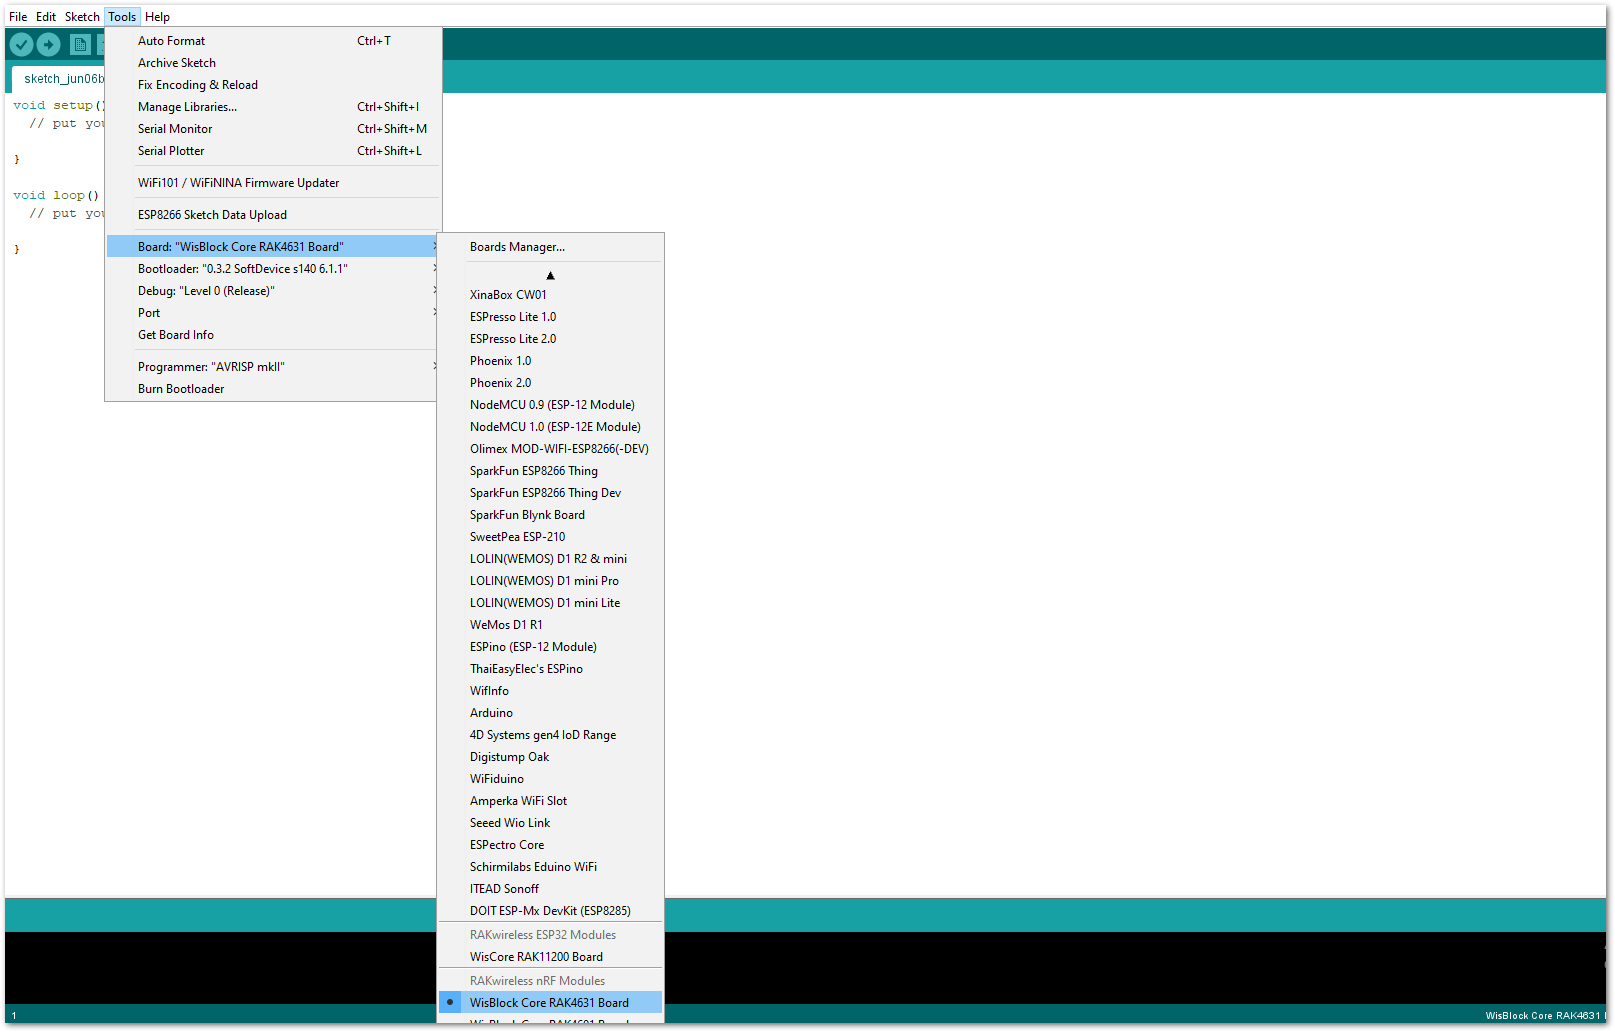 File Edit Sketch Tools Help
sketch_jun06b
void setup()
// put you
}
void loop()
// put you
}
Auto Format Ctrl+T
Archive Sketch
Fix Encoding & Reload
Manage Libraries... Ctrl+Shift+I
Serial Monitor Ctrl+Shift+M
Serial Plotter Ctrl+Shift+L
WiFi101 / WiFiNINA Firmware Updater
ESP8266 Sketch Data Upload
Board: "WisBlock Core RAK4631 Board"
Bootloader: "0.3.2 SoftDevice s140 6.1.1"
Debug: "Level 0 (Release)"
Port
Get Board Info
Programmer: "AVRISP mkII"
Burn Bootloader
Boards Manager...
XinaBox CW01
ESPresso Lite 1.0
ESPresso Lite 2.0
Phoenix 1.0
Phoenix 2.0
NodeMCU 0.9 (ESP-12 Module)
NodeMCU 1.0 (ESP-12E Module)
Olimex MOD-WIFI-ESP8266(-DEV)
SparkFun ESP8266 Thing
SparkFun ESP8266 Thing Dev
SparkFun Blynk Board
SweetPea ESP-210
LOLIN(WEMOS) D1 R2 & mini
LOLIN(WEMOS) D1 mini Pro
LOLIN(WEMOS) D1 mini Lite
WeMos D1 R1
ESPino (ESP-12 Module)
ThaiEasyElec's ESPino
WifInfo
Arduino
4D Systems gen4 IoD Range
Digistump Oak
WiFiduino
Amperka WiFi Slot
Seeed Wio Link
ESPectro Core
Schirmilabs Eduino WiFi
ITEAD Sonoff
DOIT ESP-Mx DevKit (ESP8285)
RAKwireless ESP32 Modules
WisCore RAK11200 Board
RAKwireless nRF Modules
WisBlock Core RAK4631 Board
1
WisBlock Core RAK4631